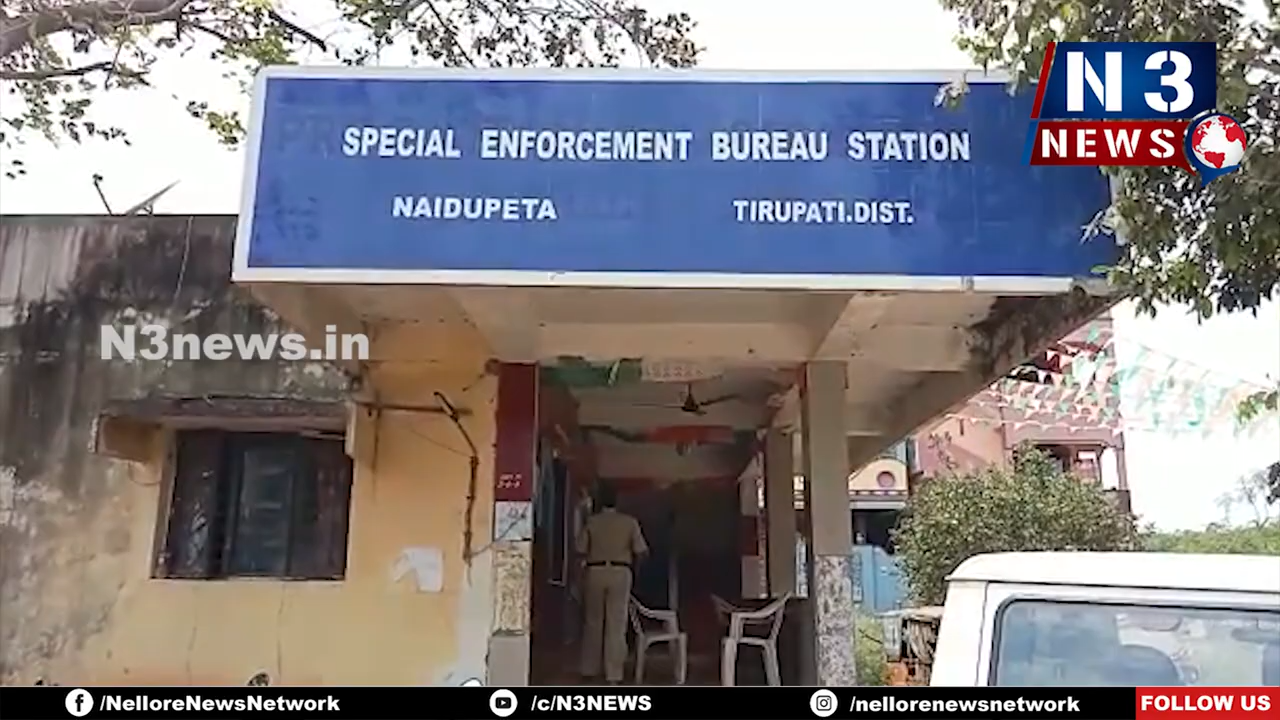 SPECIAL ENFORCEMENT BUREAU STATION
NAIDUPETA TIRUPATI.DIST.
N3
NEWS
N3news.in
/NelloreNewsNetwork /c/N3NEWS /nellorenewsnetwork FOLLOW US